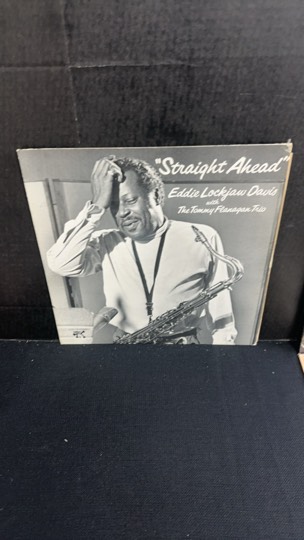 "Straight Ahead"
Eddie Lockjaw Davis
with
The Tommy Flanagan Trio